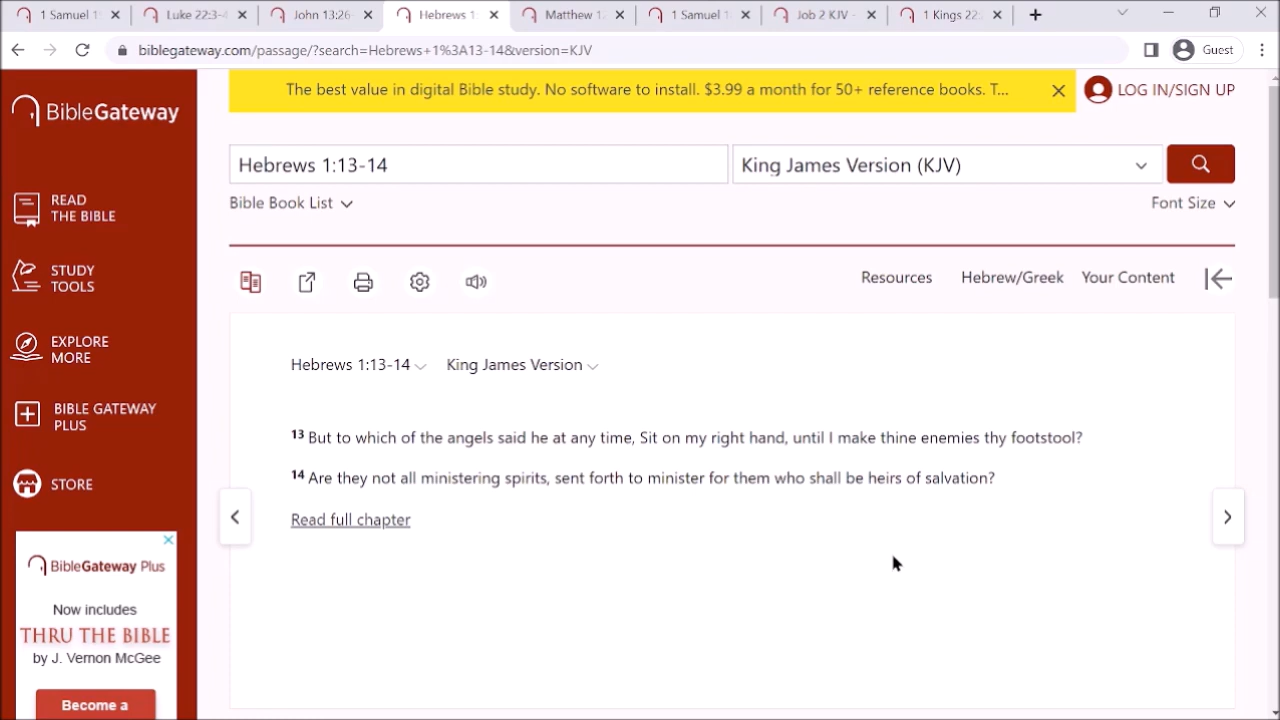 1 Samuel 1
Luke 22:3-4
John 13:26-
Hebrews 1:
Matthew 12
1 Samuel 1
Job 2 KJV -
1 Kings 22:
biblegateway.com/passage/?search=Hebrews+1%3A13-14&version=KJV
Guest
BibleGateway
The best value in digital Bible study. No software to install. $3.99 a month for 50+ reference books. T...
LOG IN/SIGN UP
Hebrews 1:13-14
King James Version (KJV)
Bible Book List
Font Size
READ
THE BIBLE
STUDY
TOOLS
EXPLORE
MORE
BIBLE GATEWAY
PLUS
STORE
Resources
Hebrew/Greek
Your Content
Hebrews 1:13-14
King James Version
13 But to which of the angels said he at any time, Sit on my right hand, until I make thine enemies thy footstool?
14 Are they not all ministering spirits, sent forth to minister for them who shall be heirs of salvation?
Read full chapter
BibleGateway Plus
Now includes
THRU THE BIBLE
by J. Vernon McGee
Become a